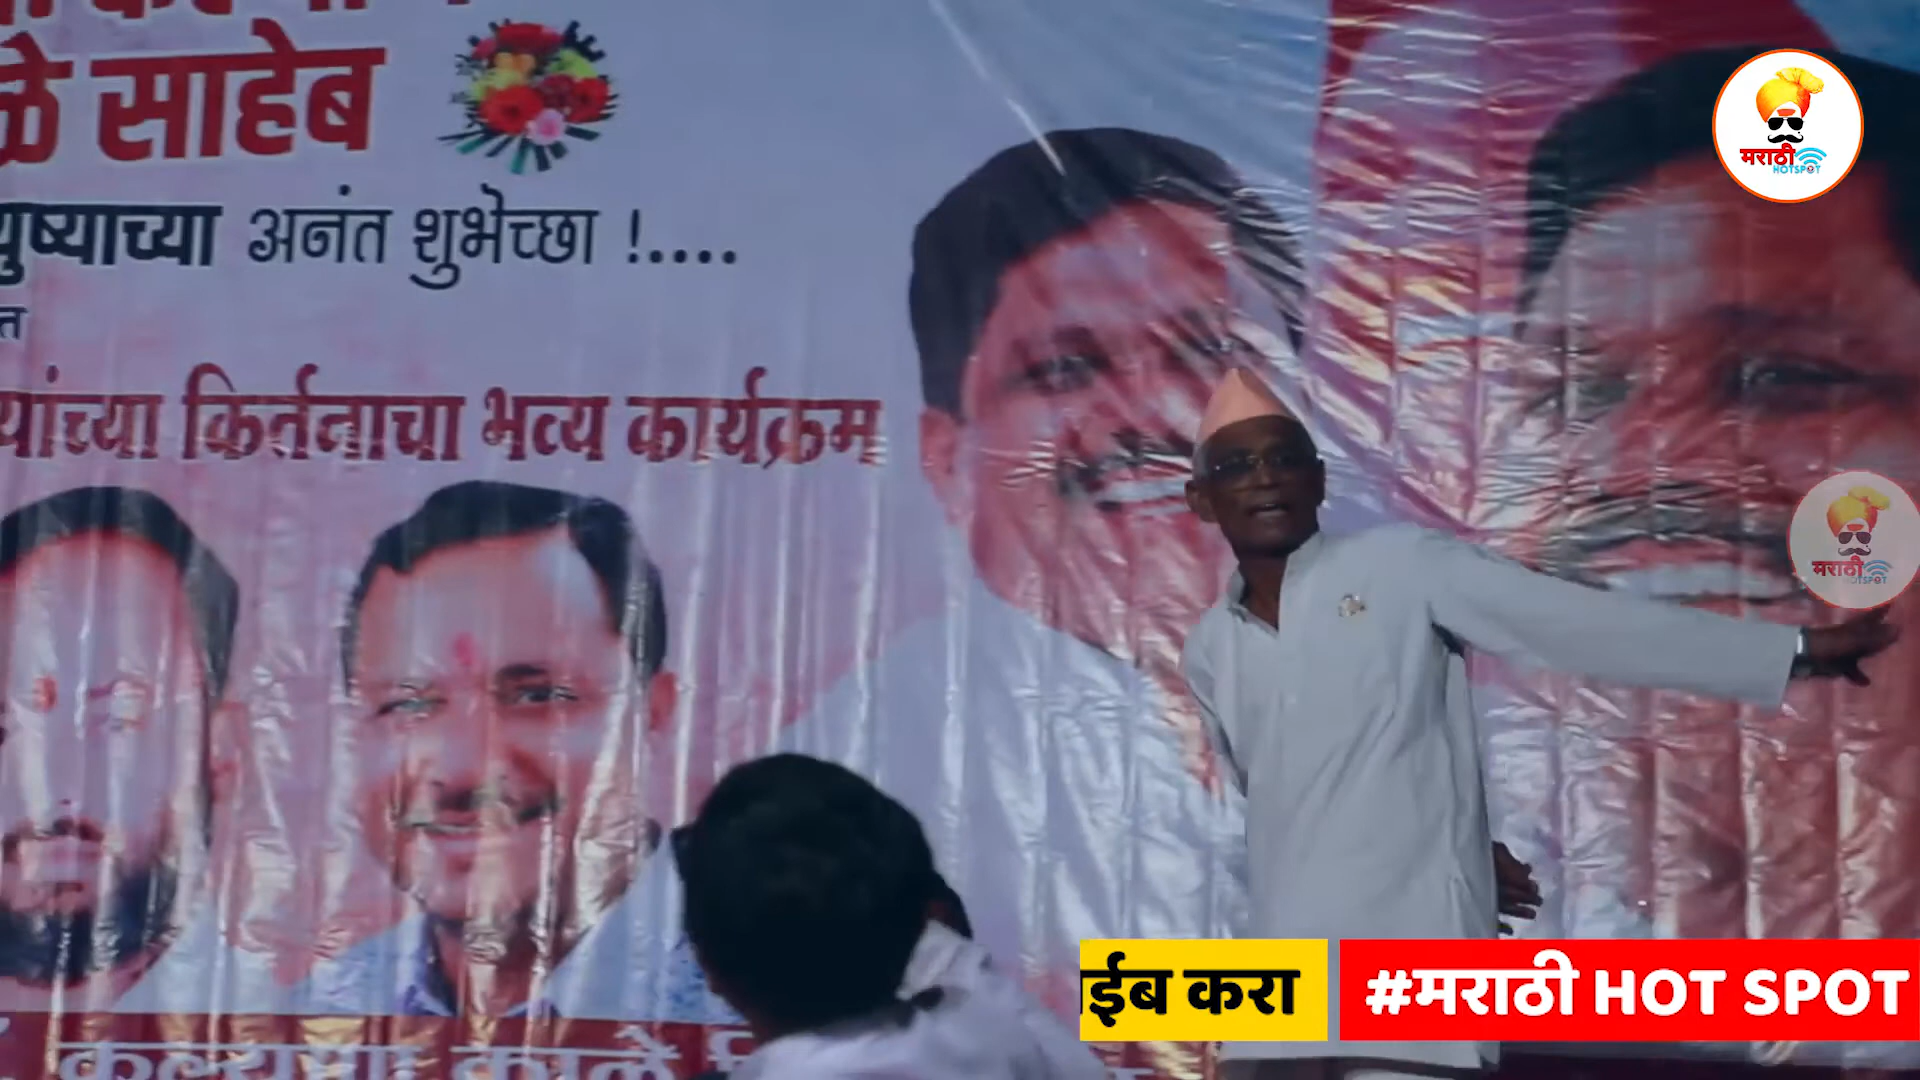 ळे साहेब
युष्याच्या अनंत शुभेच्छा !....
त
यांच्या किर्तनाचा भव्य कार्यक्रम
काळे
मराठी
HOTSPOT
मराठी
HOTSPOT
ईब करा
#मराठी HOT SPOT